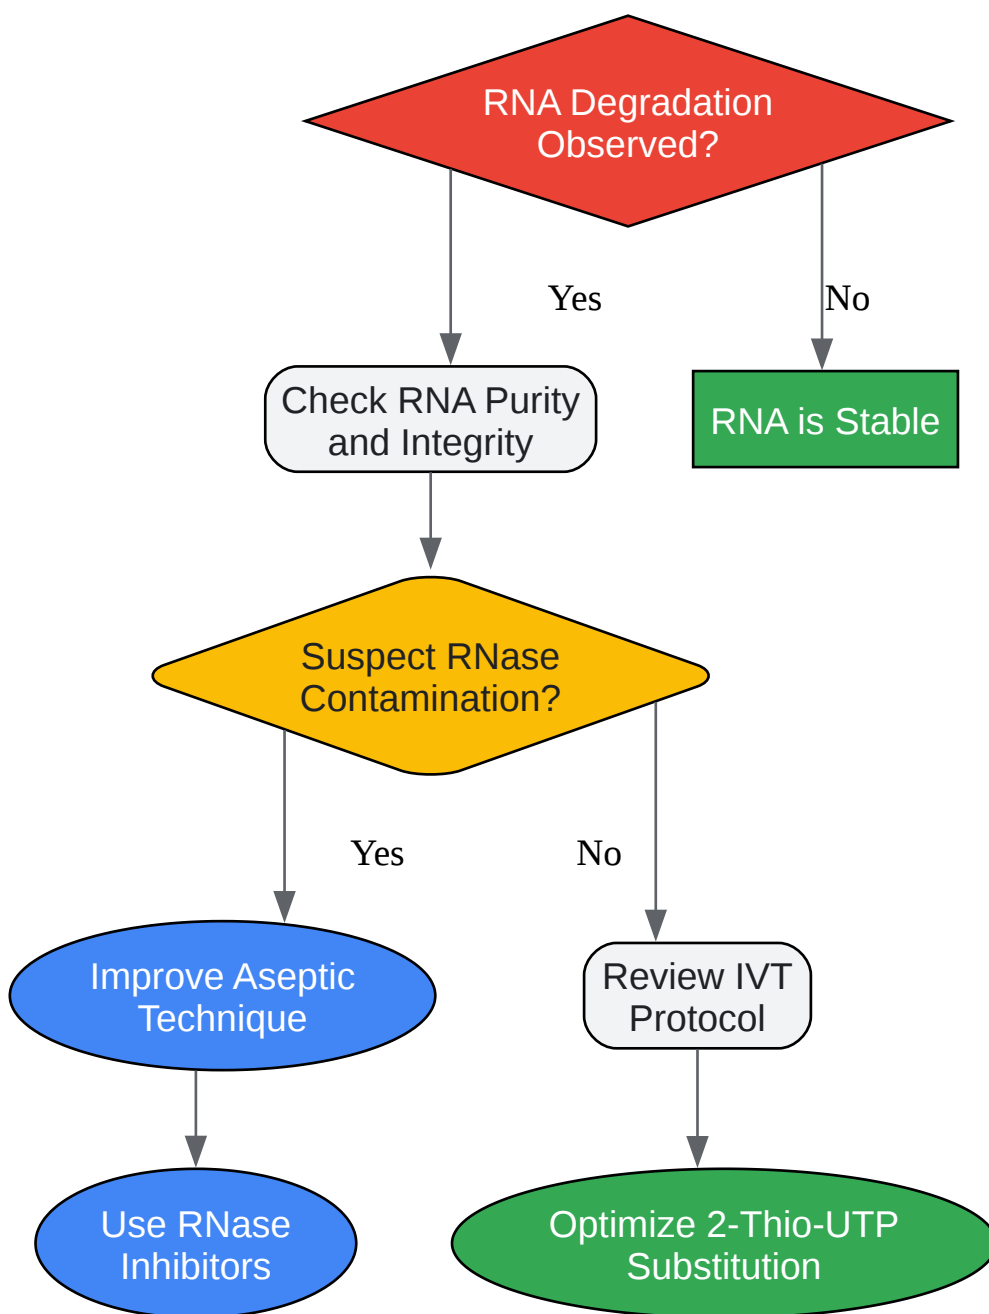 RNA Degradation
Observed?
Yes
No
Check RNA Purity
and Integrity
RNA is Stable
Suspect RNase
Contamination?
Yes
No
Improve Aseptic
Technique
Review IVT
Protocol
Use RNase
Inhibitors
Optimize 2-Thio-UTP
Substitution